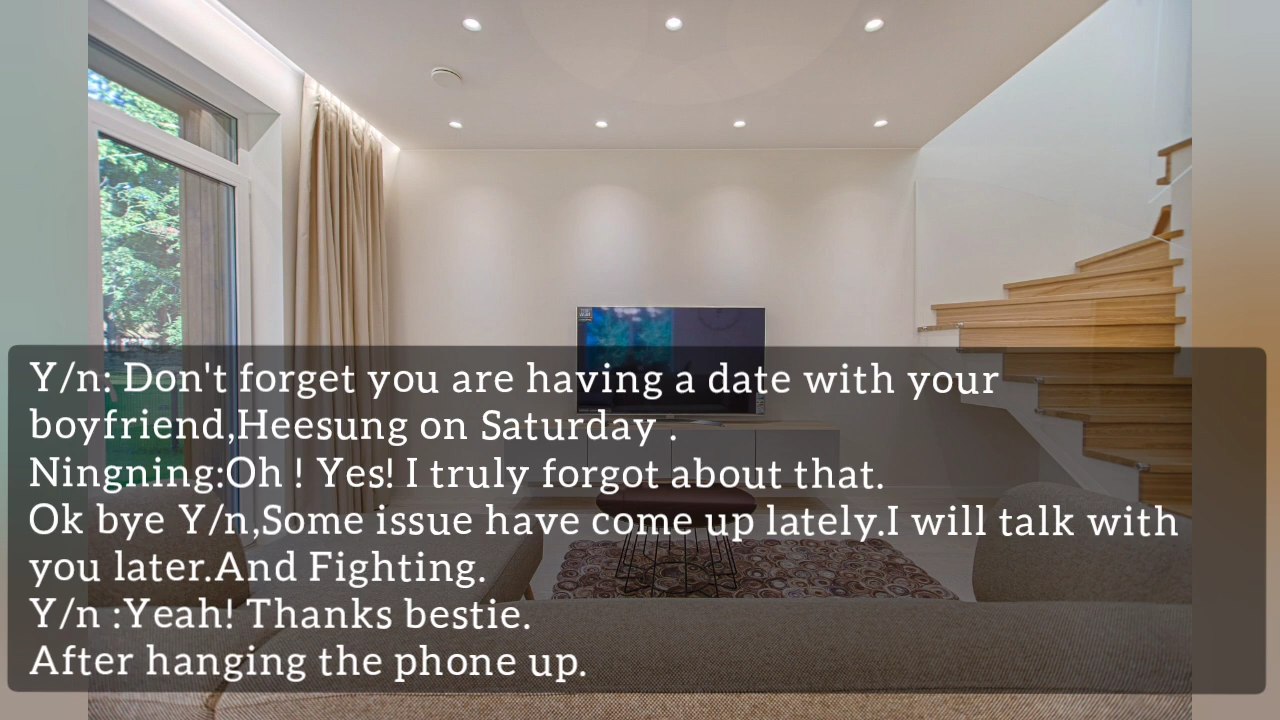 Y/n: Don't forget you are having a date with your
boyfriend,Heesung on Saturday .
Ningning:Oh ! Yes! I truly forgot about that.
Ok bye Y/n,Some issue have come up lately.I will talk with
you later.And Fighting.
Y/n :Yeah! Thanks bestie.
After hanging the phone up.